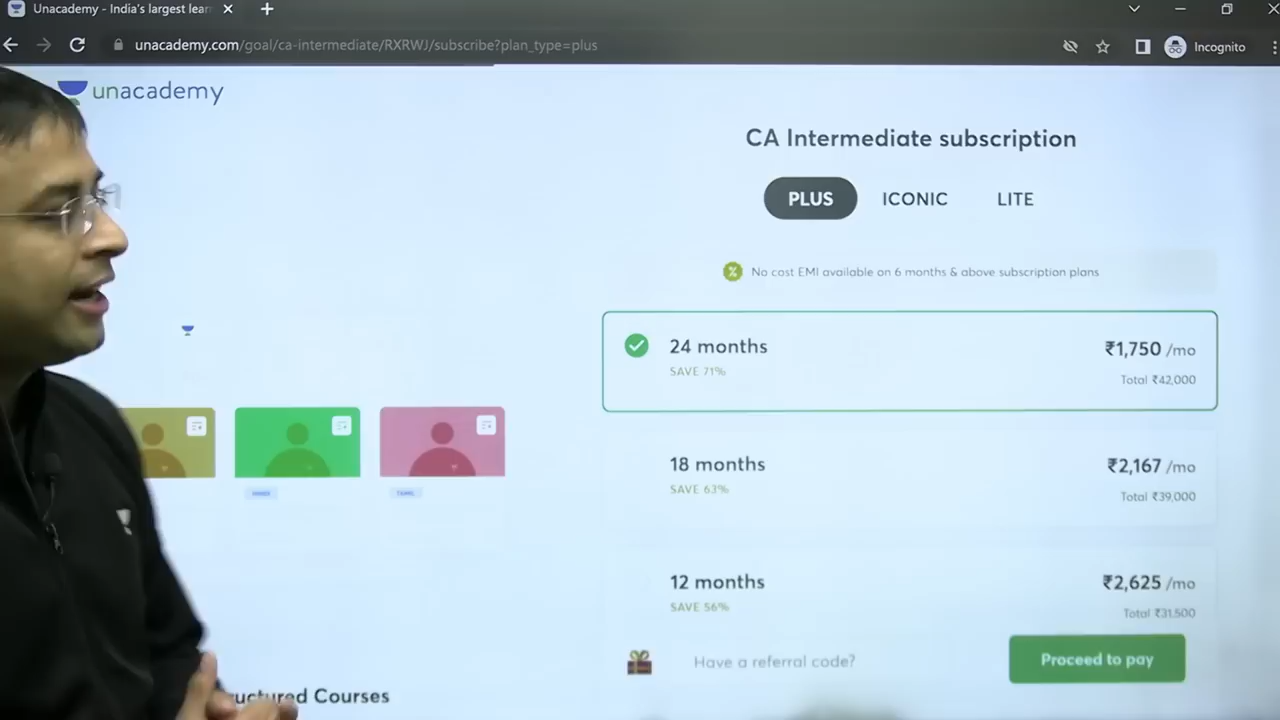 Unacademy - India's largest lear
unacademy.com/goal/ca-intermediate/RXRWJ/subscribe?plan_type=plus
Incognito
unacademy
CA Intermediate subscription
PLUS
ICONIC
LITE
No cost EMI available on 6 months & above subscription plans
24 months
₹1,750 /mo
SAVE 71%
Total ₹42,000
18 months
₹2,167 /mo
SAVE 63%
Total ₹39,000
HINDI
TAMIL
12 months
₹2,625 /mo
SAVE 56%
Total ₹31,500
Have a referral code?
Proceed to pay
uctured Courses